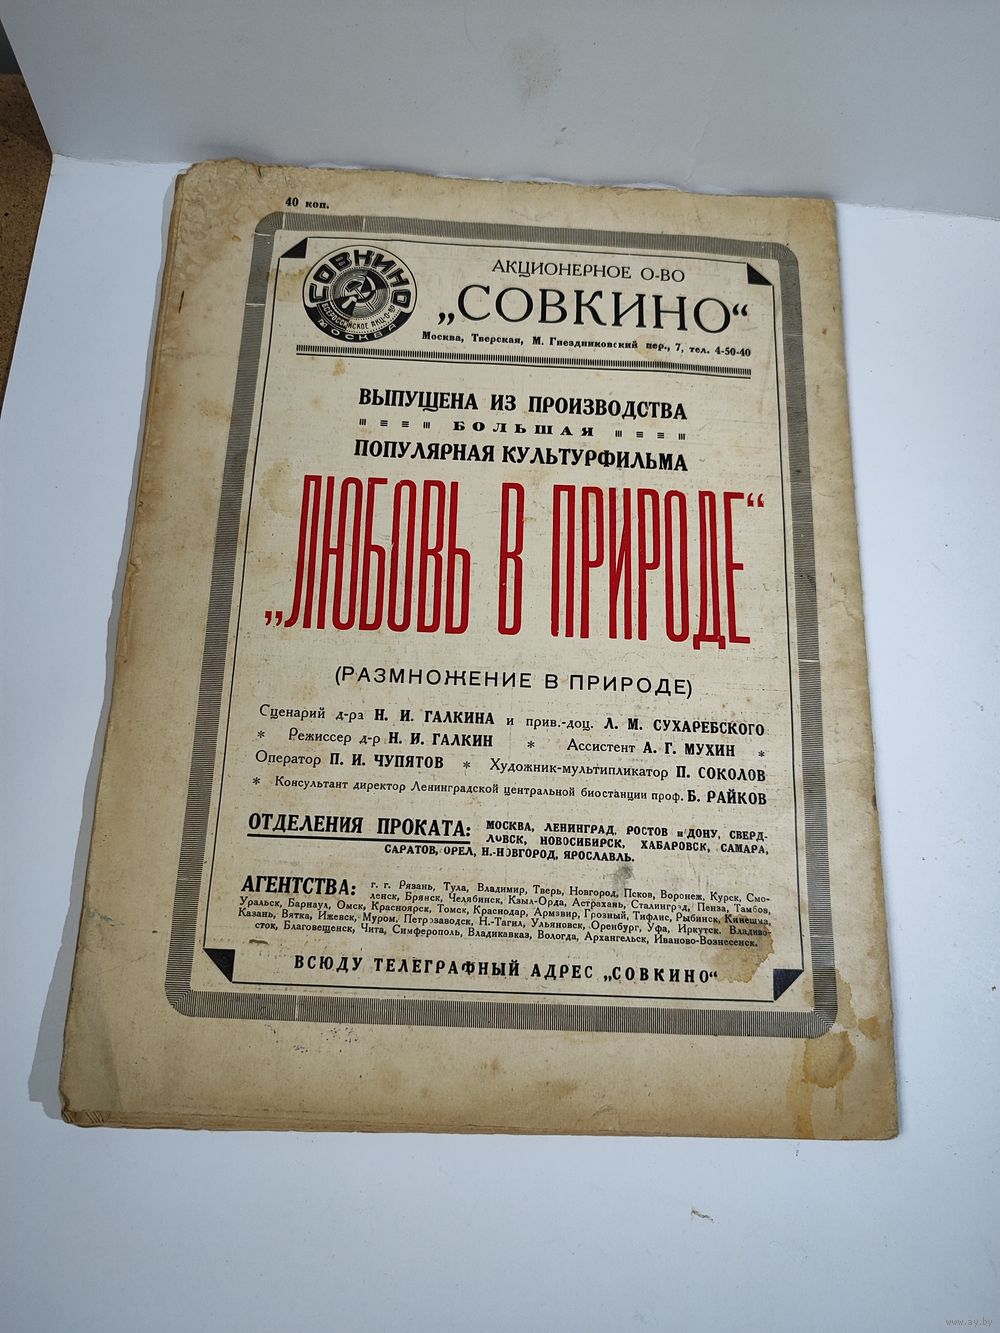 40 коп.
СОВКИНО
ВСЕРОССИЙСКОЕ АКЦ. О-ВО
МОСКВА
АКЦИОНЕРНОЕ О-ВО
„СОВКИНО“
Москва, Тверская, М. Гнездниковский пер., 7, тел. 4-50-40
ВЫПУЩЕНА ИЗ ПРОИЗВОДСТВА
БОЛЬШАЯ
ПОПУЛЯРНАЯ КУЛЬТУРФИЛЬМА
„ЛЮБОВЬ В ПРИРОДЕ“
(РАЗМНОЖЕНИЕ В ПРИРОДЕ)
Сценарий д-ра Н. И. ГАЛКИНА и прив.-доц. Л. М. СУХАРЕБСКОГО
* Режиссер д-р Н. И. ГАЛКИН * Ассистент А. Г. МУХИН *
Оператор П. И. ЧУПЯТОВ * Художник-мультипликатор П. СОКОЛОВ
* Консультант директор Ленинградской центральной биостанции проф. Б. РАЙКОВ
ОТДЕЛЕНИЯ ПРОКАТА: МОСКВА, ЛЕНИНГРАД, РОСТОВ н/ДОНУ, СВЕРД-
ЛОВСК, НОВОСИБИРСК, ХАБАРОВСК, САМАРА,
САРАТОВ, ОРЕЛ, Н.-НОВГОРОД, ЯРОСЛАВЛЬ.
АГЕНТСТВА: г. г. Рязань, Тула, Владимир, Тверь, Новгород, Псков, Воронеж, Курск, Смо-
ленск, Брянск, Челябинск, Кзыл-Орда, Астрахань, Сталинград, Пенза, Тамбов,
Уральск, Барнаул, Омск, Красноярск, Томск, Краснодар, Армавир, Грозный, Тифлис, Рыбинск, Кинешма,
Казань, Вятка, Ижевск, Муром, Петрозаводск, Н.-Тагил, Ульяновск, Оренбург, Уфа, Иркутск, Владиво-
сток, Благовещенск, Чита, Симферополь, Владикавказ, Вологда, Архангельск, Иваново-Вознесенск.
ВСЮДУ ТЕЛЕГРАФНЫЙ АДРЕС „СОВКИНО“
www.ay.by